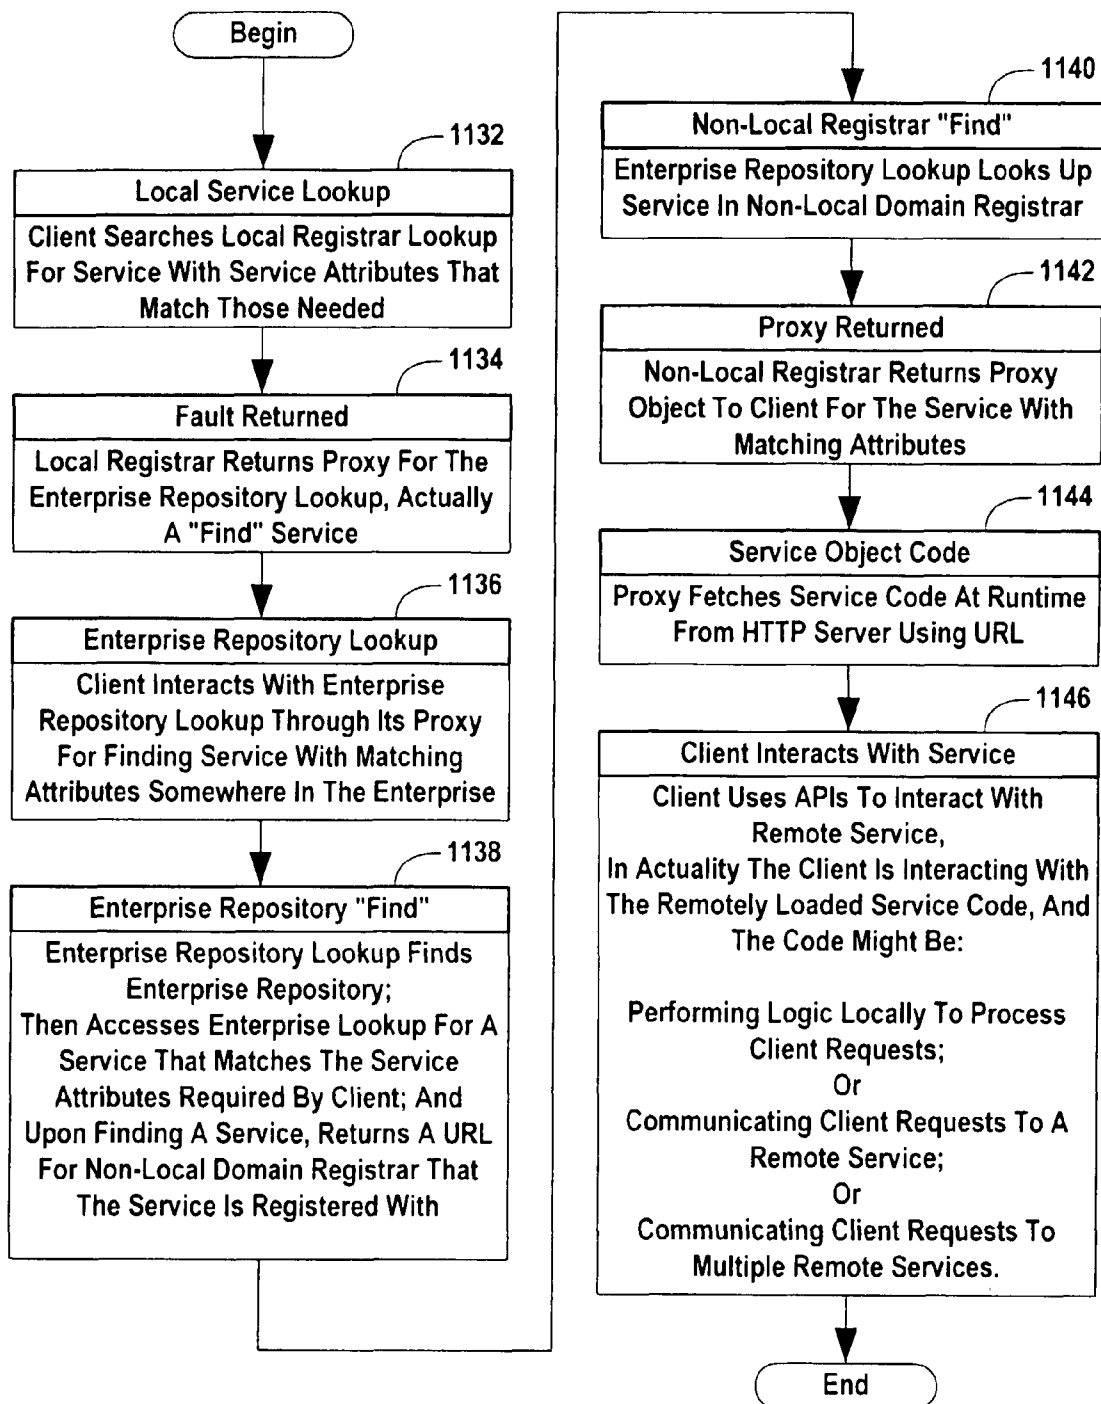 Begin
1132
Local Service Lookup
Client Searches Local Registrar Lookup
For Service With Service Attributes That
Match Those Needed
1134
Fault Returned
Local Registrar Returns Proxy For The
Enterprise Repository Lookup, Actually
A "Find" Service
1136
Enterprise Repository Lookup
Client Interacts With Enterprise
Repository Lookup Through Its Proxy
For Finding Service With Matching
Attributes Somewhere In The Enterprise
1138
Enterprise Repository "Find"
Enterprise Repository Lookup Finds
Enterprise Repository;
Then Accesses Enterprise Lookup For A
Service That Matches The Service
Attributes Required By Client; And
Upon Finding A Service, Returns A URL
For Non-Local Domain Registrar That
The Service Is Registered With
1140
Non-Local Registrar "Find"
Enterprise Repository Lookup Looks Up
Service In Non-Local Domain Registrar
1142
Proxy Returned
Non-Local Registrar Returns Proxy
Object To Client For The Service With
Matching Attributes
1144
Service Object Code
Proxy Fetches Service Code At Runtime
From HTTP Server Using URL
1146
Client Interacts With Service
Client Uses APIs To Interact With
Remote Service,
In Actuality The Client Is Interacting With
The Remotely Loaded Service Code, And
The Code Might Be:
Performing Logic Locally To Process
Client Requests;
Or
Communicating Client Requests To A
Remote Service;
Or
Communicating Client Requests To
Multiple Remote Services.
End